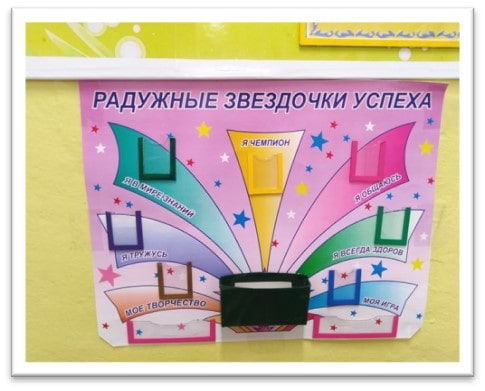 РАДУЖНЫЕ ЗВЕЗДОЧКИ УСПЕХА
Я ЧЕМПИОН
Я В МИРЕ ЗНАНИЙ
Я ОБЩАЮСЬ
Я ТРУЖУСЬ
Я ВСЕГДА ЗДОРОВ
МОЕ ТВОРЧЕСТВО
МОЯ ИГРА